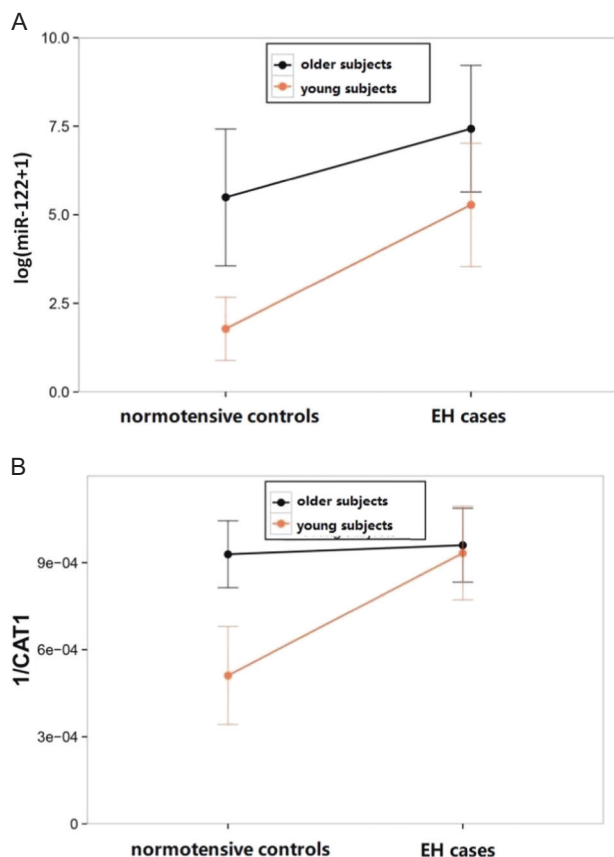 A
10.0
older subjects
young subjects
7.5
log(miR-122+1)
5.0
2.5
0.0
normotensive controls
EH cases
B
older subjects
young subjects
9e−04
1/CAT1
6e−04
3e−04
0
normotensive controls
EH cases